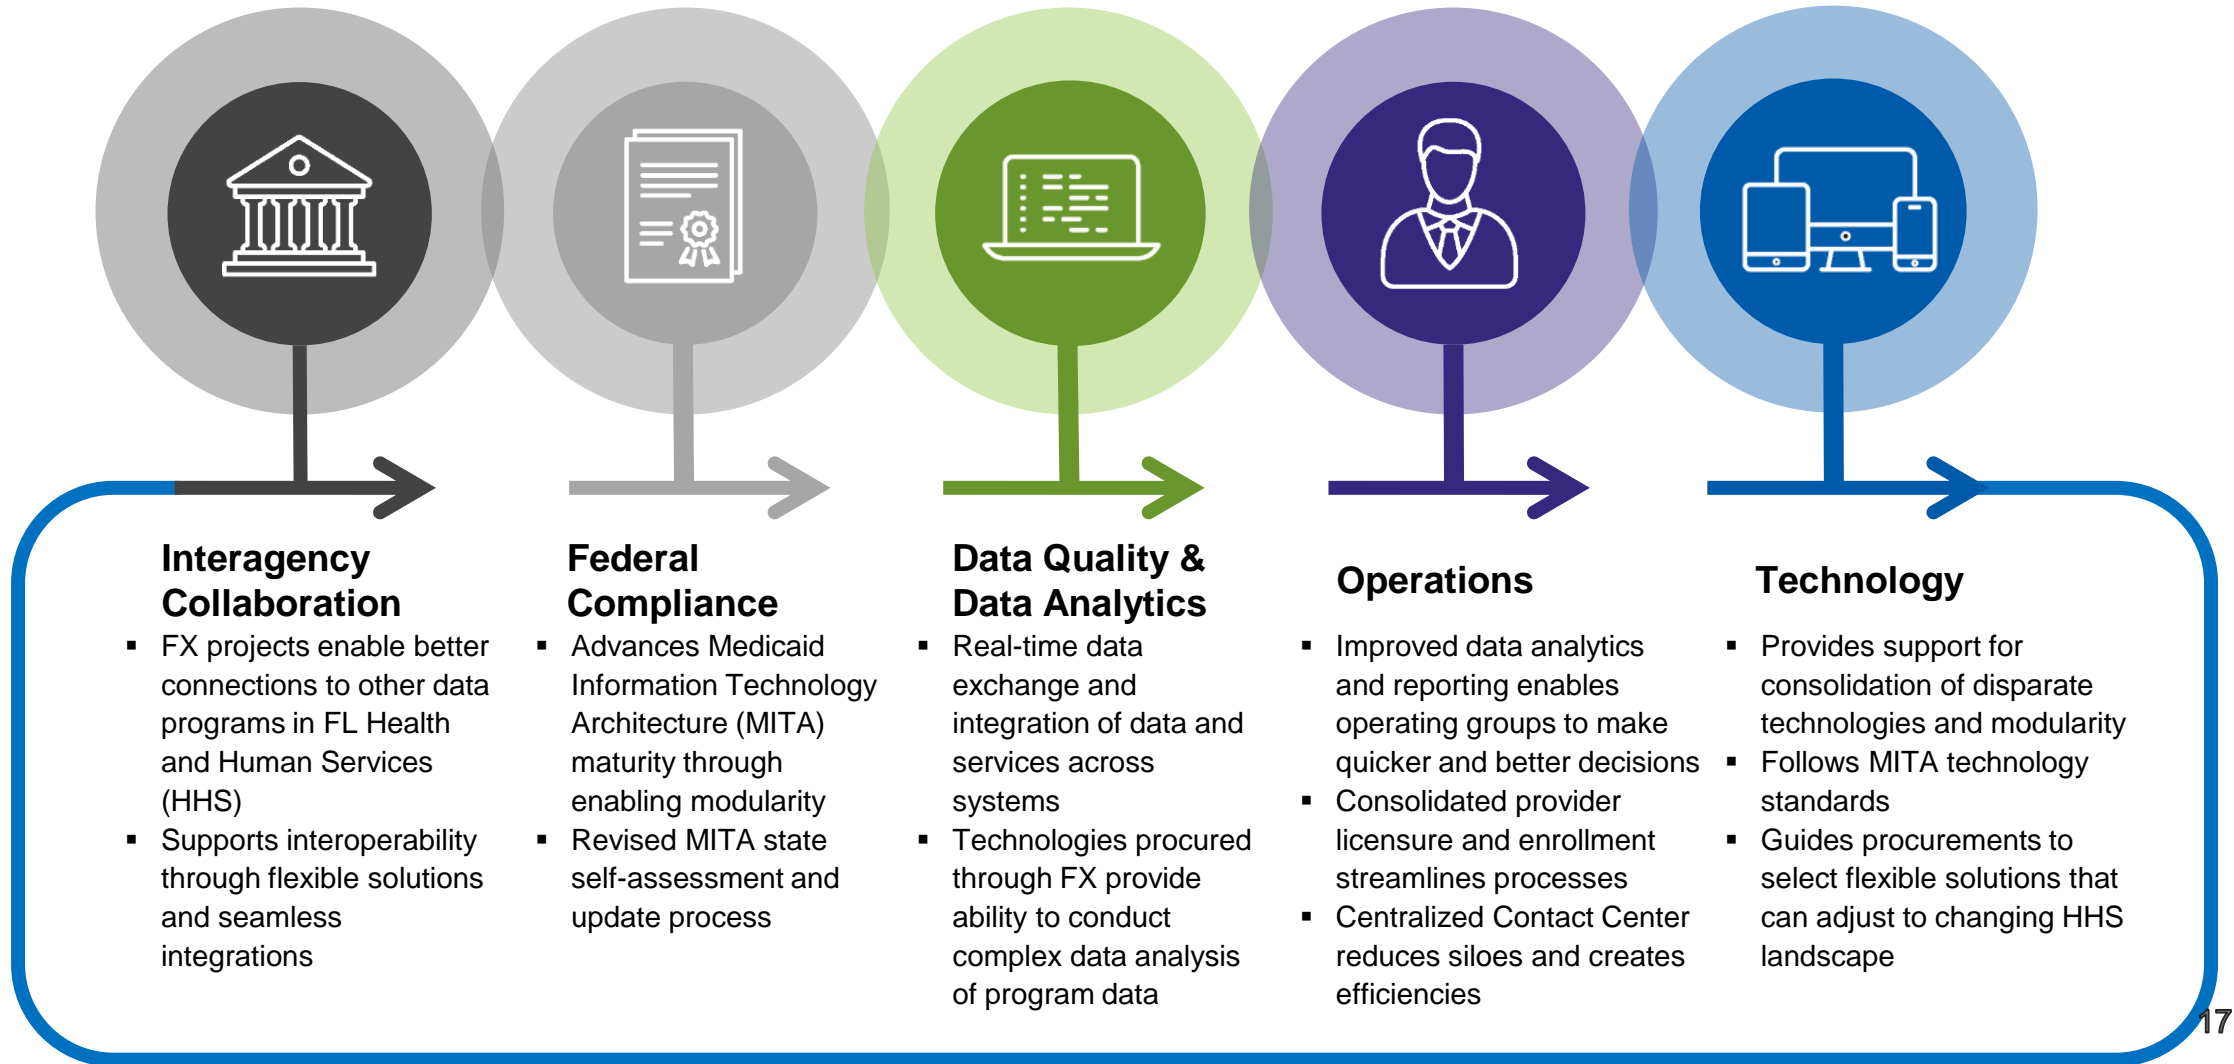 Interagency
Collaboration
▪ FX projects enable better
connections to other data
programs in FL Health
and Human Services
(HHS)
▪ Supports interoperability
through flexible solutions
and seamless
integrations
Federal
Compliance
▪ Advances Medicaid
Information Technology
Architecture (MITA)
maturity through
enabling modularity
▪ Revised MITA state
self-assessment and
update process
Data Quality &
Data Analytics
▪ Real-time data
exchange and
integration of data and
services across
systems
▪ Technologies procured
through FX provide
ability to conduct
complex data analysis
of program data
Operations
▪ Improved data analytics
and reporting enables
operating groups to make
quicker and better decisions
▪ Consolidated provider
licensure and enrollment
streamlines processes
▪ Centralized Contact Center
reduces siloes and creates
efficiencies
Technology
▪ Provides support for
consolidation of disparate
technologies and modularity
▪ Follows MITA technology
standards
▪ Guides procurements to
select flexible solutions that
can adjust to changing HHS
landscape
17